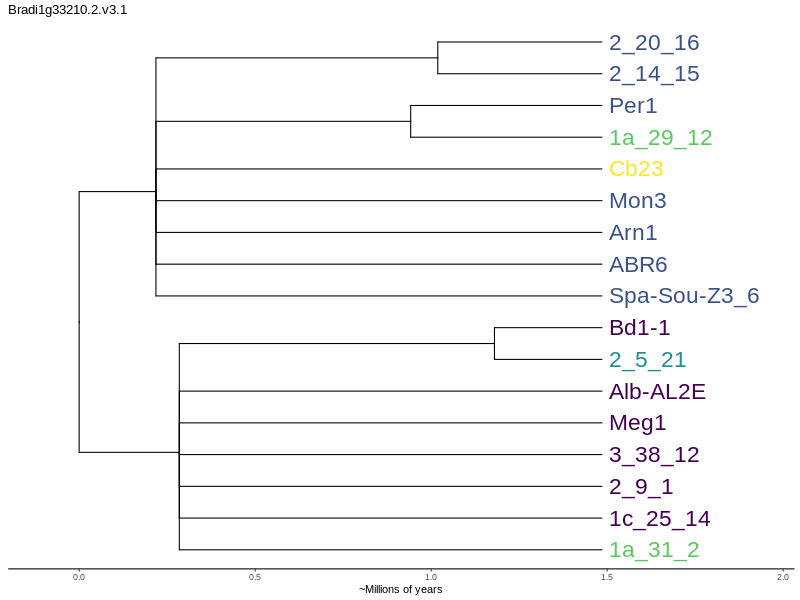 Bradi1g33210.2.v3.1
2_20_16
2_14_15
Per1
1a_29_12
Cb23
Mon3
Arn1
ABR6
Spa-Sou-Z3_6
Bd1-1
2_5_21
Alb-AL2E
Meg1
3_38_12
2_9_1
1c_25_14
1a_31_2
0.0 0.5 1.0 1.5 2.0
~Millions of years